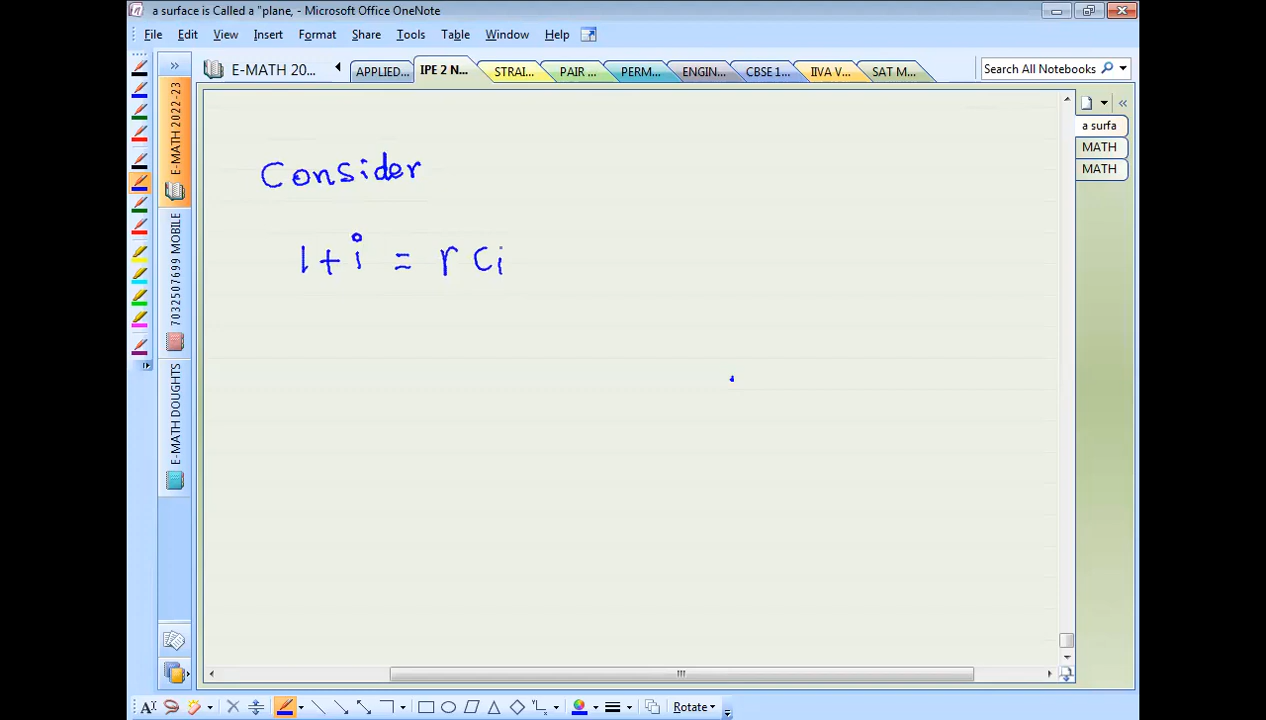 a surface is Called a "plane, - Microsoft Office OneNote
File Edit View Insert Format Share Tools Table Window Help
E-MATH 20... APPLIED... IPE 2 N... STRAI... PAIR ... PERM... ENGIN... CBSE 1... IIVA V... SAT M... Search All Notebooks
a surfa
MATH
MATH
E-MATH 2022-23
7032507699 MOBILE
E-MATH DOUGHTS
Consider
1+i = r ci
Rotate